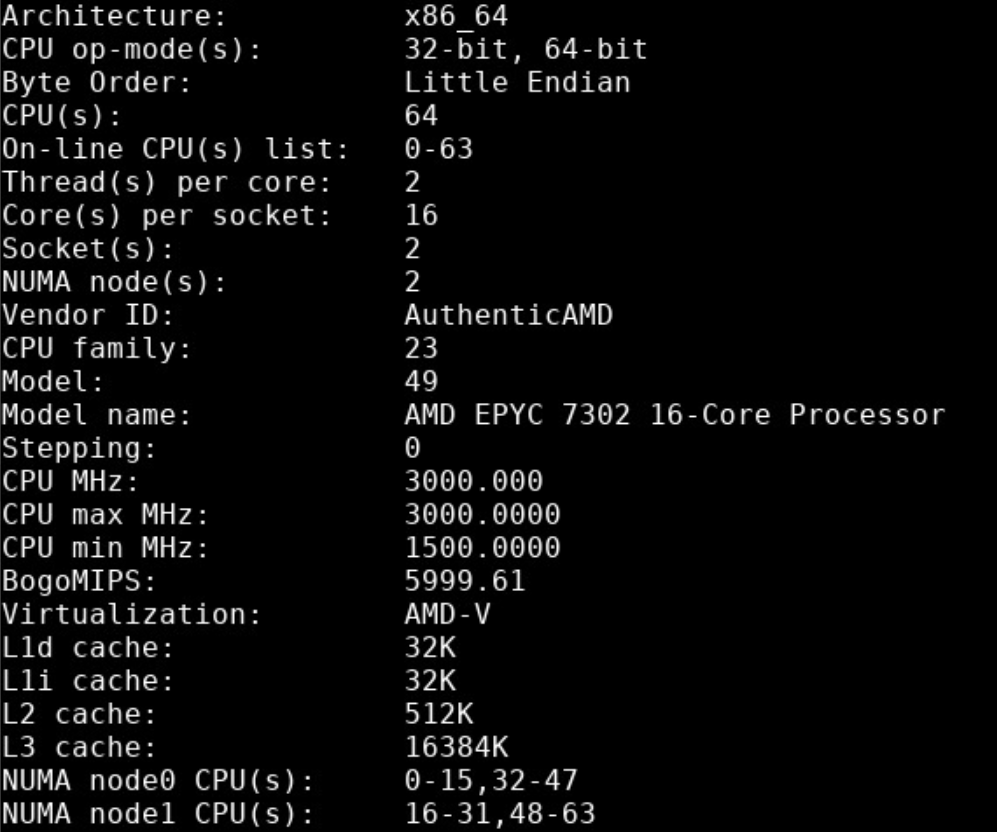 Architecture: x86_64
CPU op-mode(s): 32-bit, 64-bit
Byte Order: Little Endian
CPU(s): 64
On-line CPU(s) list: 0-63
Thread(s) per core: 2
Core(s) per socket: 16
Socket(s): 2
NUMA node(s): 2
Vendor ID: AuthenticAMD
CPU family: 23
Model: 49
Model name: AMD EPYC 7302 16-Core Processor
Stepping: 0
CPU MHz: 3000.000
CPU max MHz: 3000.0000
CPU min MHz: 1500.0000
BogoMIPS: 5999.61
Virtualization: AMD-V
L1d cache: 32K
L1i cache: 32K
L2 cache: 512K
L3 cache: 16384K
NUMA node0 CPU(s): 0-15,32-47
NUMA node1 CPU(s): 16-31,48-63